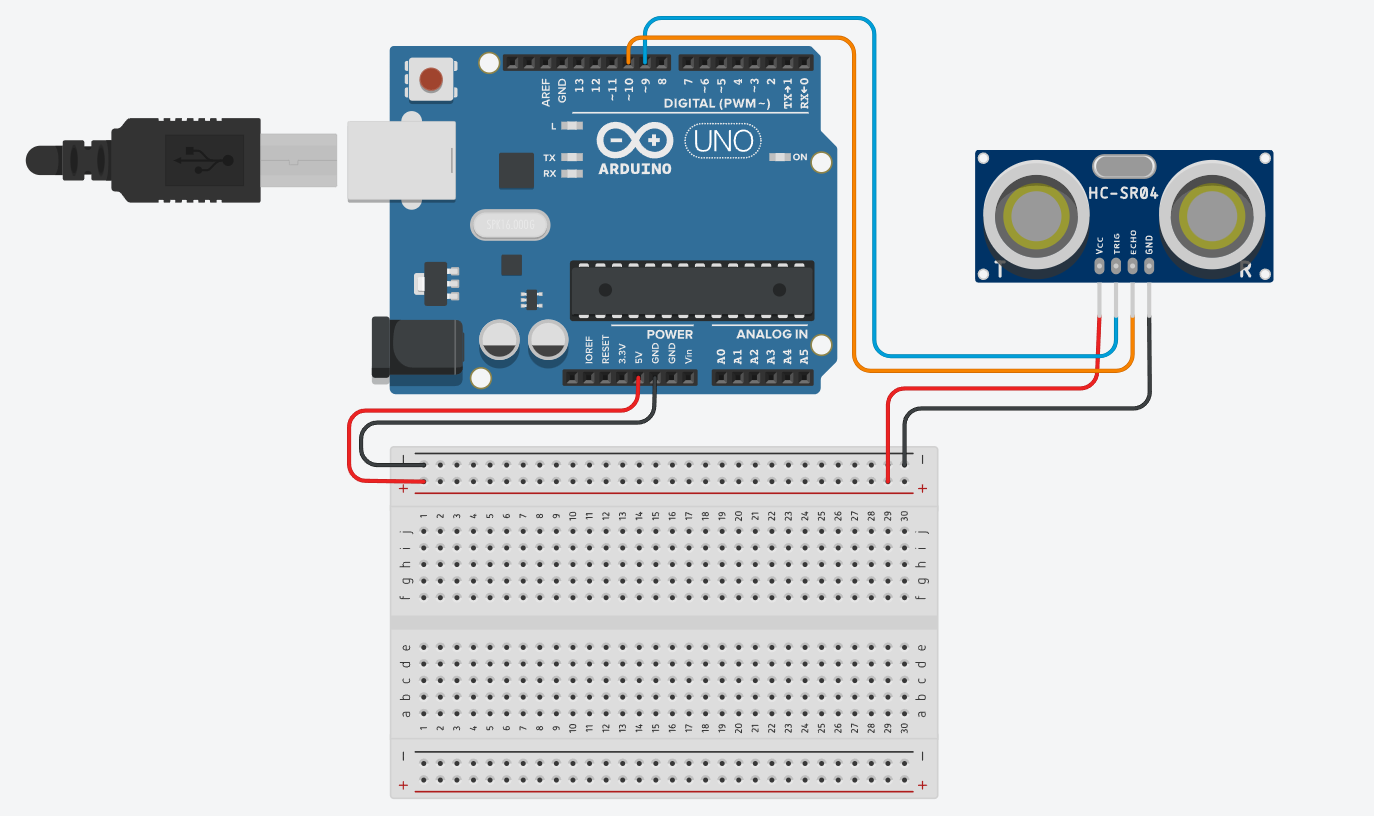 AREF GND 13 12 ~11 ~10 ~9 8 7 ~6 ~5 4 ~3 2 TX→1 RX←0
DIGITAL (PWM~)
L
TX
RX
UNO
ON
ARDUINO
HC-SR04
VCC TRIG ECHO GND
T R
POWER ANALOG IN
IOREF RESET 3.3V 5V GND GND Vin A0 A1 A2 A3 A4 A5
− −
+ +
1 2 3 4 5 6 7 8 9 10 11 12 13 14 15 16 17 18 19 20 21 22 23 24 25 26 27 28 29 30
j j
i i
h h
g g
f f
e e
d d
c c
b b
a a
1 2 3 4 5 6 7 8 9 10 11 12 13 14 15 16 17 18 19 20 21 22 23 24 25 26 27 28 29 30
− −
+ +